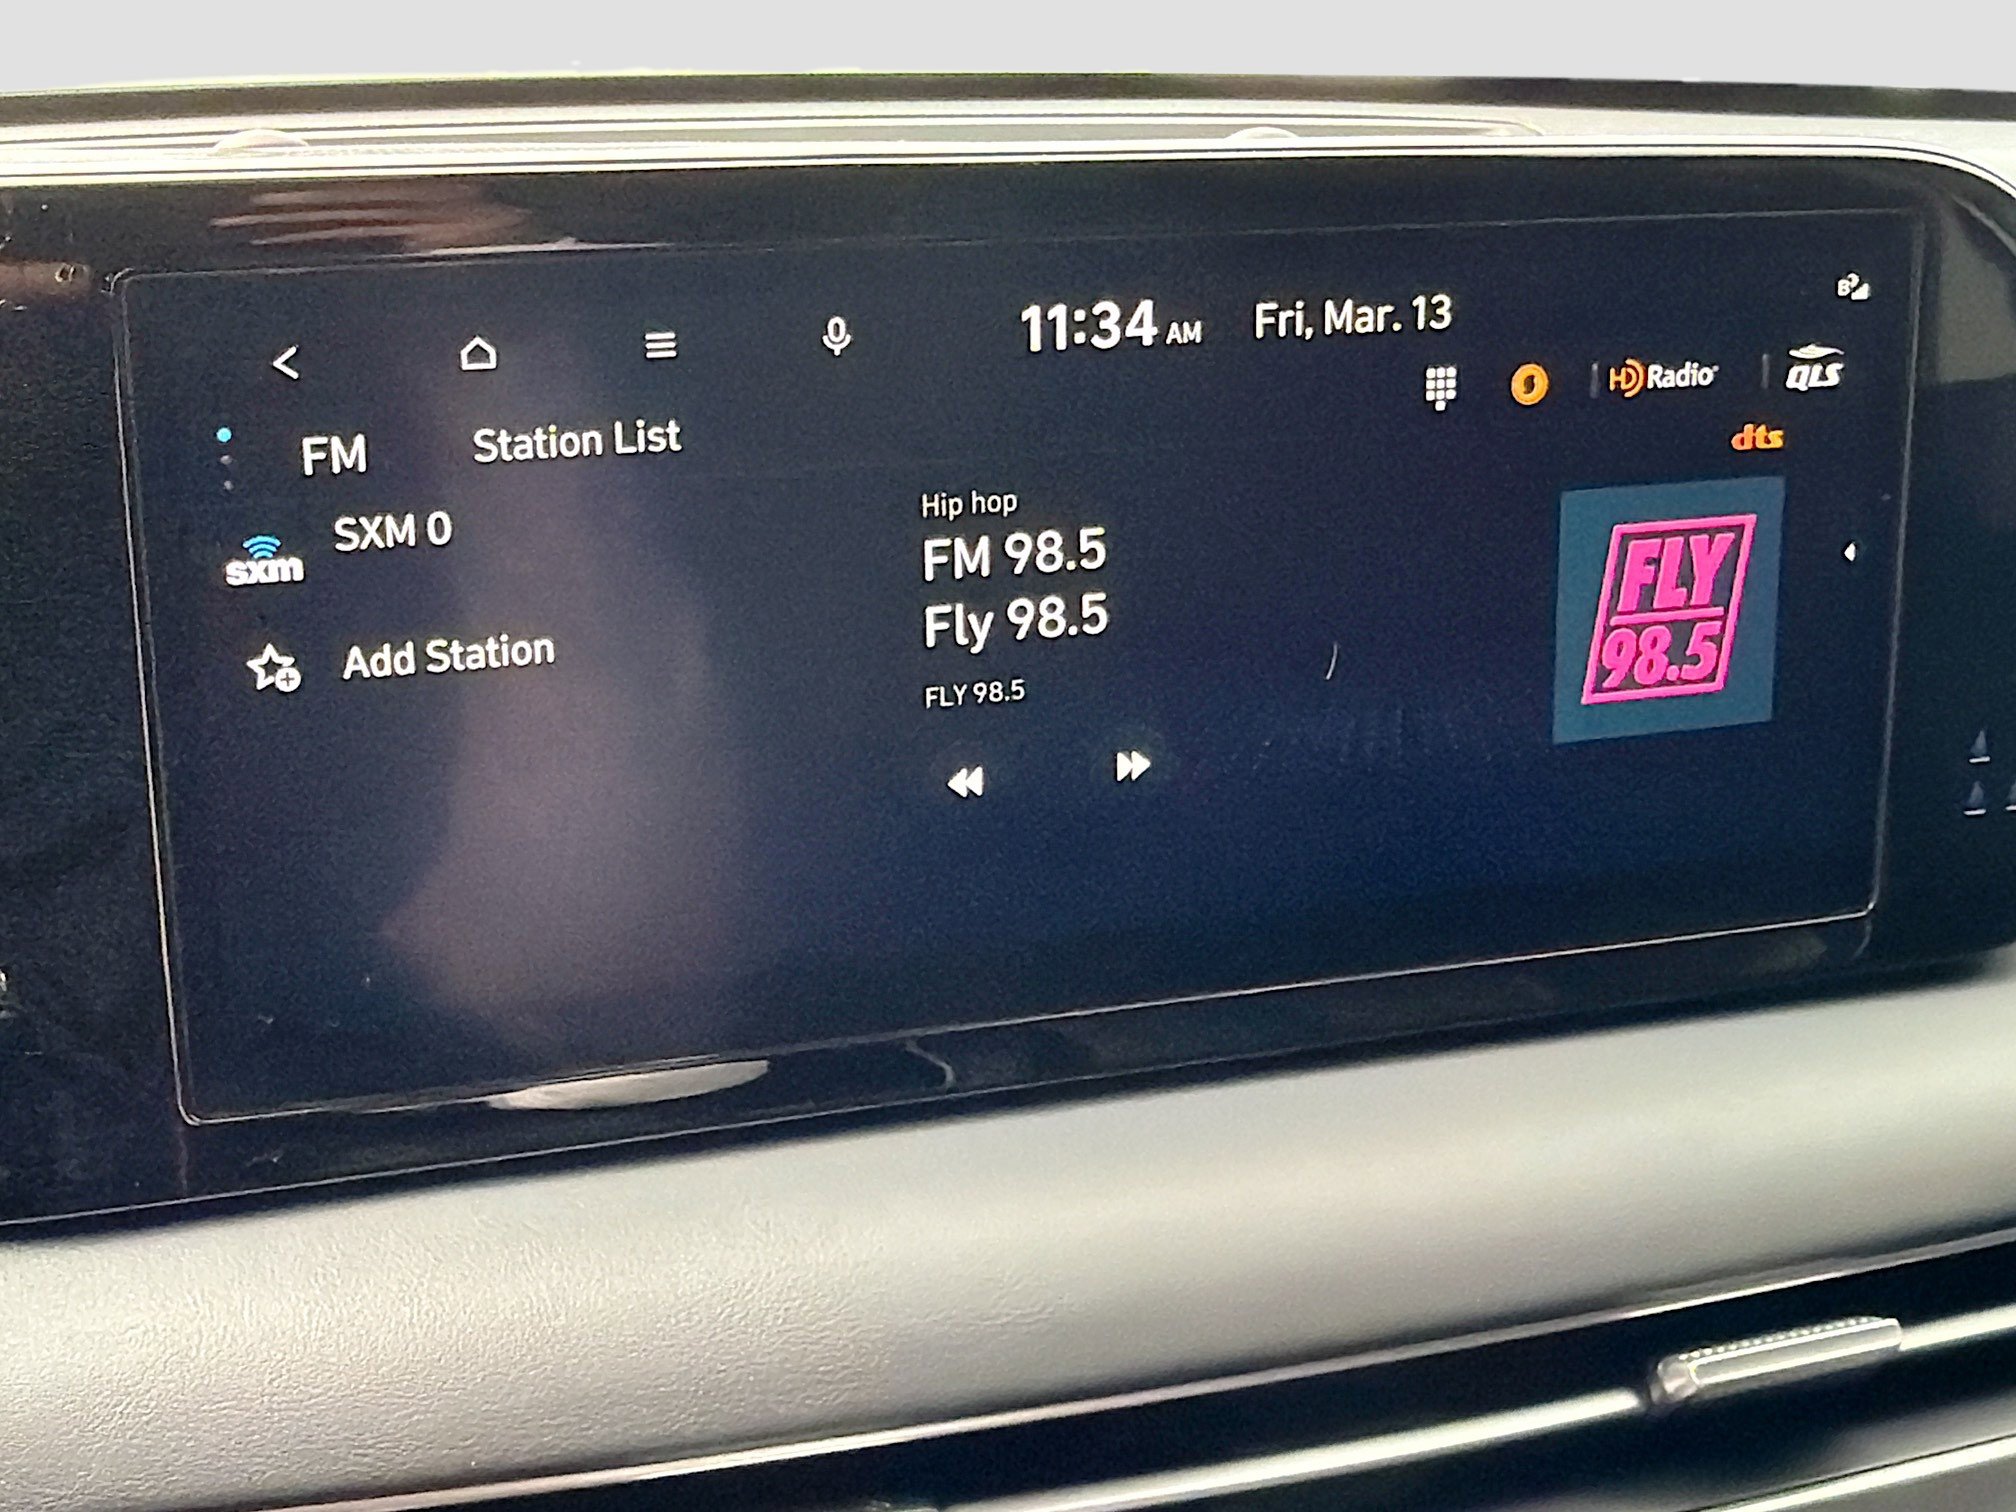 11:34 AM Fri, Mar. 13
HD Radio QLS
dts
FM Station List
sxm SXM 0
Add Station
Hip hop
FM 98.5
Fly 98.5
FLY 98.5
FLY
98.5